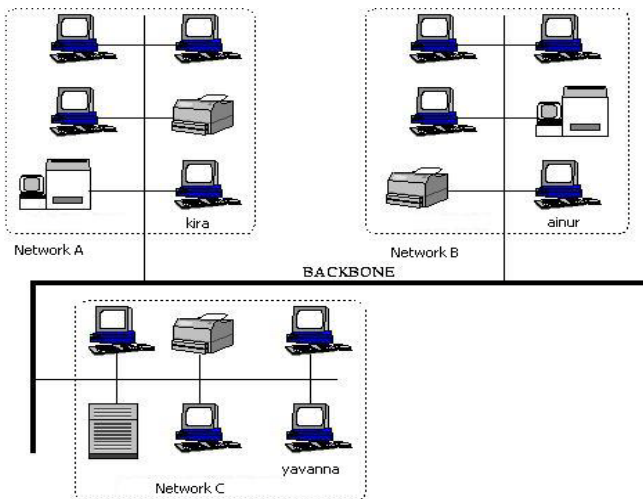 kira
ainur
Network A
Network B
BACKBONE
yavanna
Network C